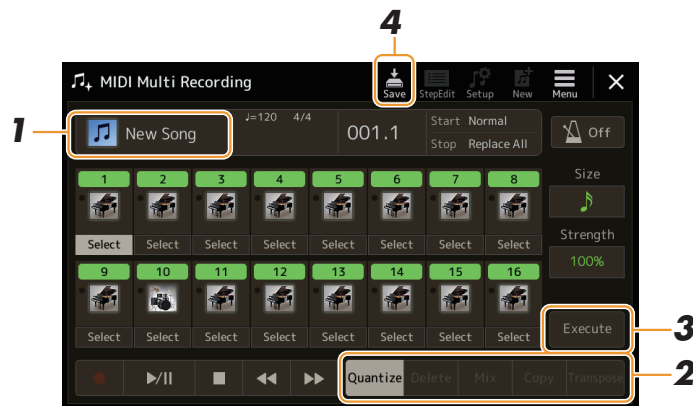 4
MIDI Multi Recording
Save StepEdit Setup New Menu
1
New Song
♩=120 4/4
001.1
Start Normal
Stop Replace All
Off
1 2 3 4 5 6 7 8
Size
Select Select Select Select Select Select Select Select
Strength
100%
9 10 11 12 13 14 15 16
Select Select Select Select Select Select Select Select
Execute
3
Quantize Delete Mix Copy Transpose
2